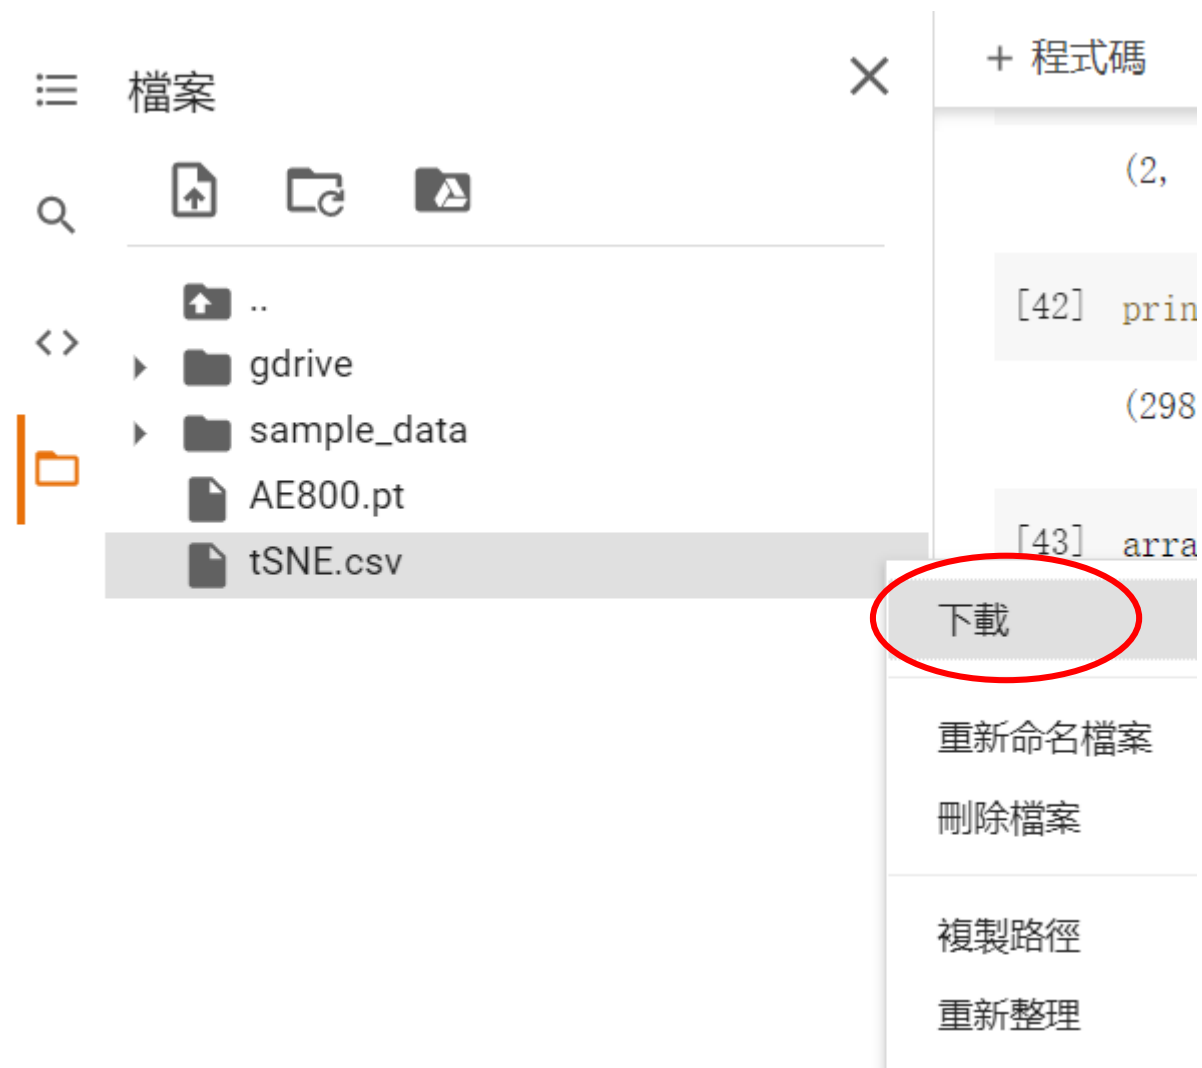 檔案
..
gdrive
sample_data
AE800.pt
tSNE.csv
+ 程式碼
(2,
[42] prin
(298
[43] arra
下載
重新命名檔案
刪除檔案
複製路徑
重新整理